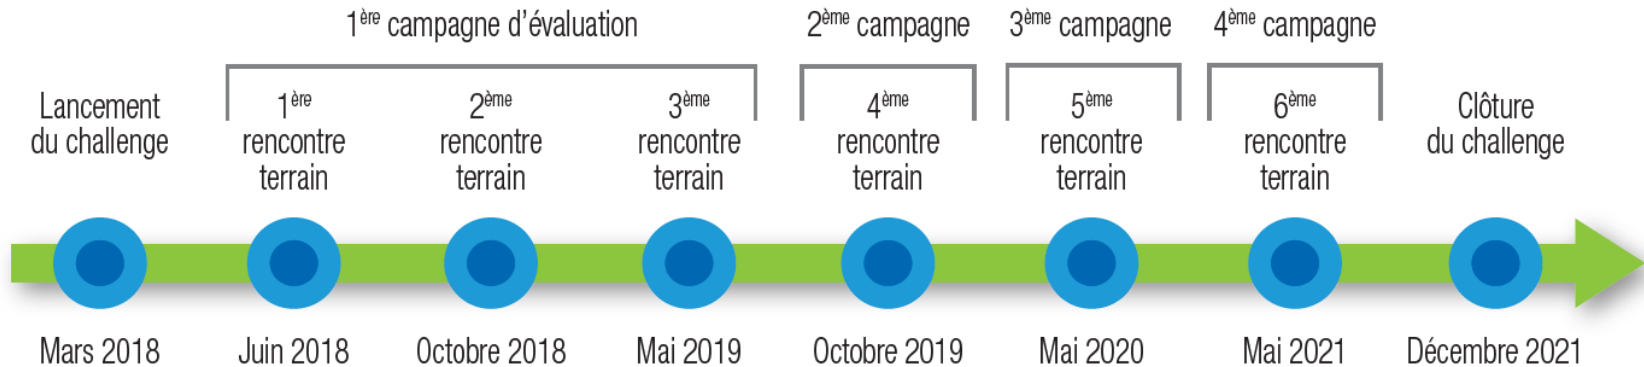 1ère campagne d'évaluation
2ème campagne
3ème campagne
4ème campagne
Lancement
du challenge
1ère
rencontre
terrain
2ème
rencontre
terrain
3ème
rencontre
terrain
4ème
rencontre
terrain
5ème
rencontre
terrain
6ème
rencontre
terrain
Clôture
du challenge
Mars 2018
Juin 2018
Octobre 2018
Mai 2019
Octobre 2019
Mai 2020
Mai 2021
Décembre 2021